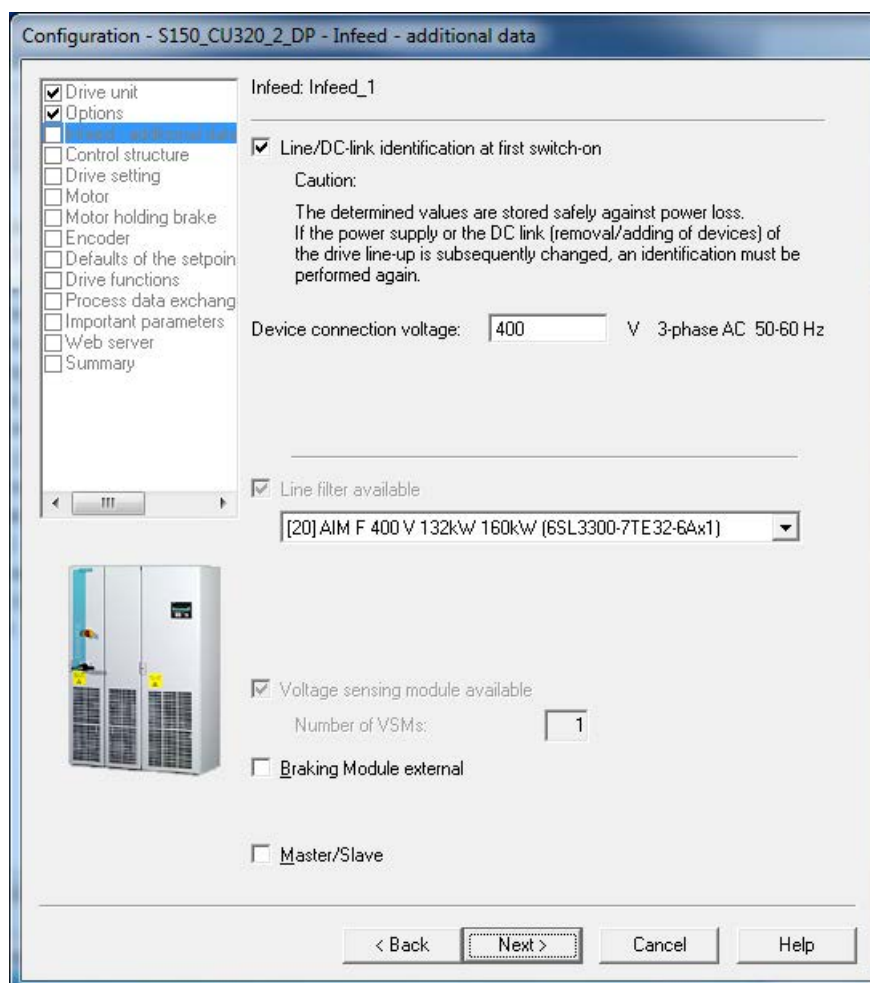 Configuration - S150_CU320_2_DP - Infeed - additional data
Drive unit
Options
Infeed - additional data
Control structure
Drive setting
Motor
Motor holding brake
Encoder
Defaults of the setpoin
Drive functions
Process data exchang
Important parameters
Web server
Summary
Infeed: Infeed_1
Line/DC-link identification at first switch-on
Caution:
The determined values are stored safely against power loss.
If the power supply or the DC link (removal/adding of devices) of
the drive line-up is subsequently changed, an identification must be
performed again.
Device connection voltage: 400 V 3-phase AC 50-60 Hz
Line filter available
[20] AIM F 400 V 132kW 160kW (6SL3300-7TE32-6Ax1)
Voltage sensing module available
Number of VSMs: 1
Braking Module external
Master/Slave
< Back Next > Cancel Help